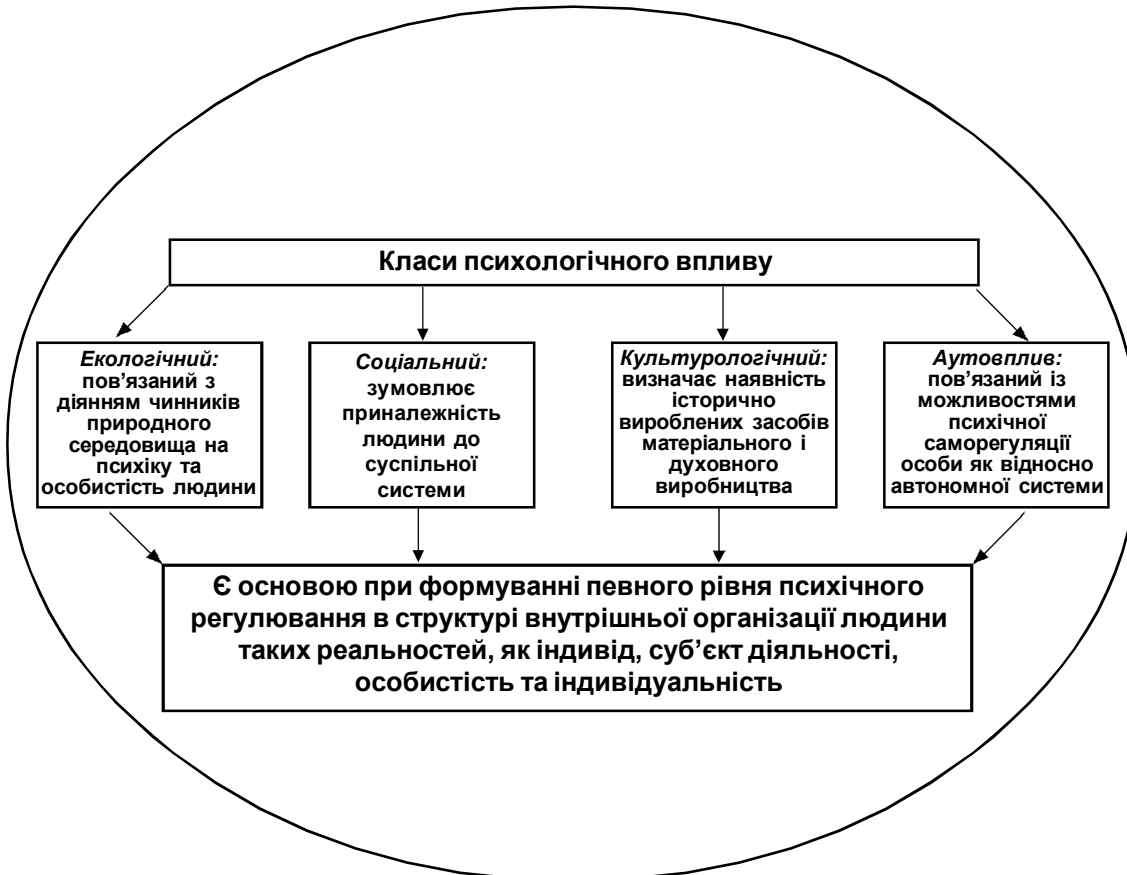 Класи психологічного впливу
Екологічний:
пов’язаний з
діянням чинників
природного
середовища на
психіку та
особистість людини
Соціальний:
зумовлює
приналежність
людини до
суспільної
системи
Культурологічний:
визначає наявність
історично
вироблених засобів
матеріального і
духовного
виробництва
Аутовплив:
пов’язаний із
можливостями
психічної
саморегуляції
особи як відносно
автономної системи
Є основою при формуванні певного рівня психічного
регулювання в структурі внутрішньої організації людини
таких реальностей, як індивід, суб’єкт діяльності,
особистість та індивідуальність